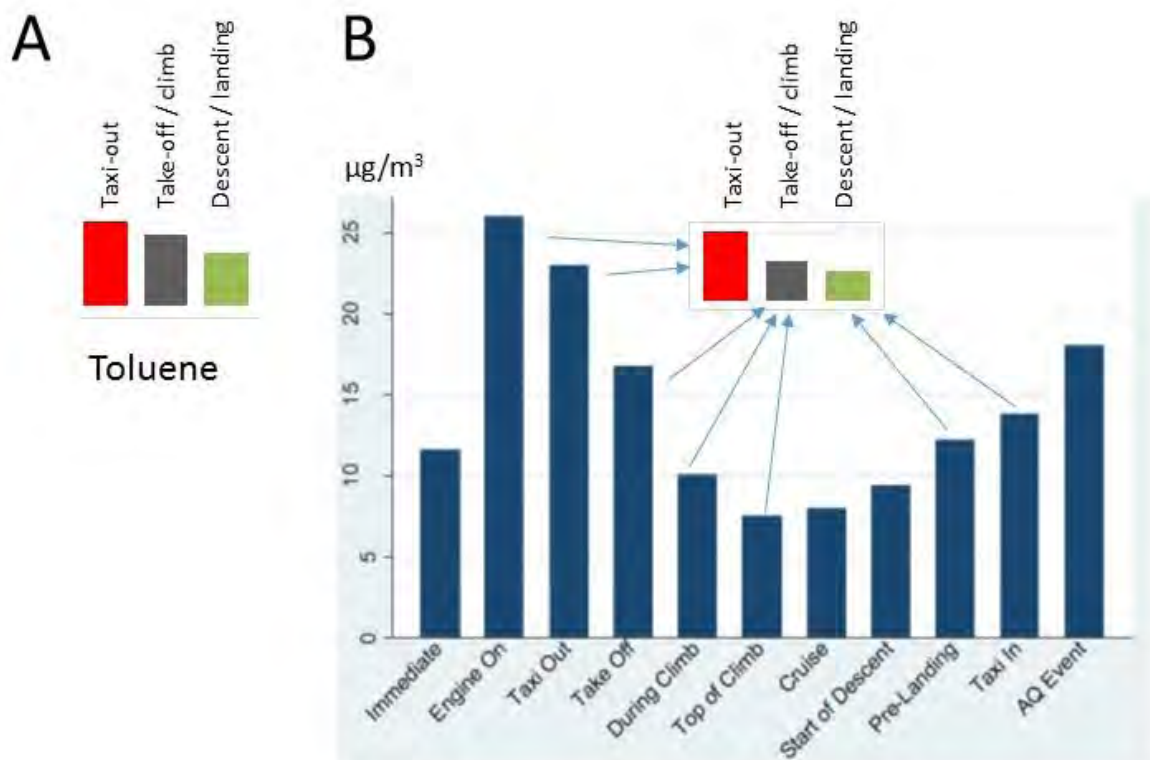 A
Taxi-out
Take-off / climb
Descent / landing
Toluene
B
µg/m³
Taxi-out
Take-off / climb
Descent / landing
25
20
15
10
5
0
Immediate
Engine On
Taxi Out
Take Off
During Climb
Top of Climb
Cruise
Start of Descent
Pre-Landing
Taxi In
AQ Event